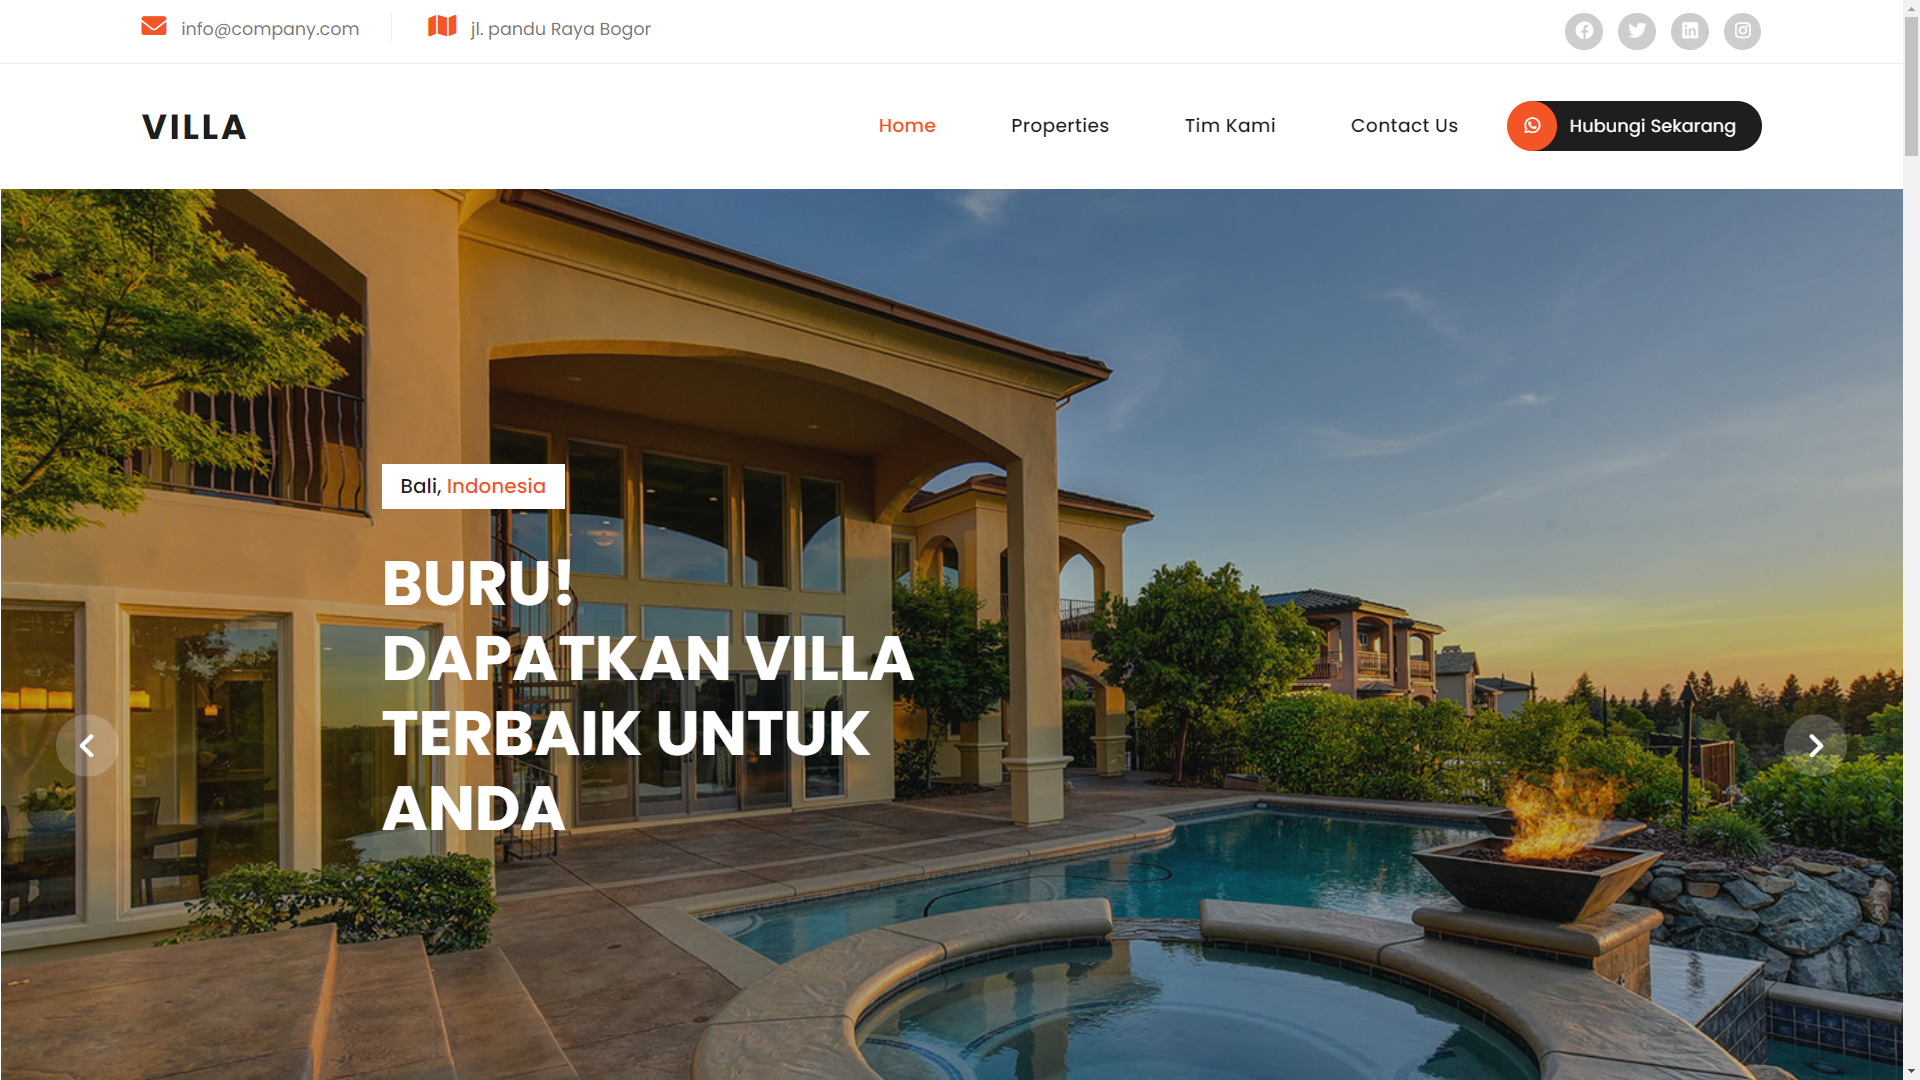 info@company.com
jl. pandu Raya Bogor
VILLA
Home
Properties
Tim Kami
Contact Us
Hubungi Sekarang
Bali, Indonesia
BURU!
DAPATKAN VILLA
TERBAIK UNTUK
ANDA